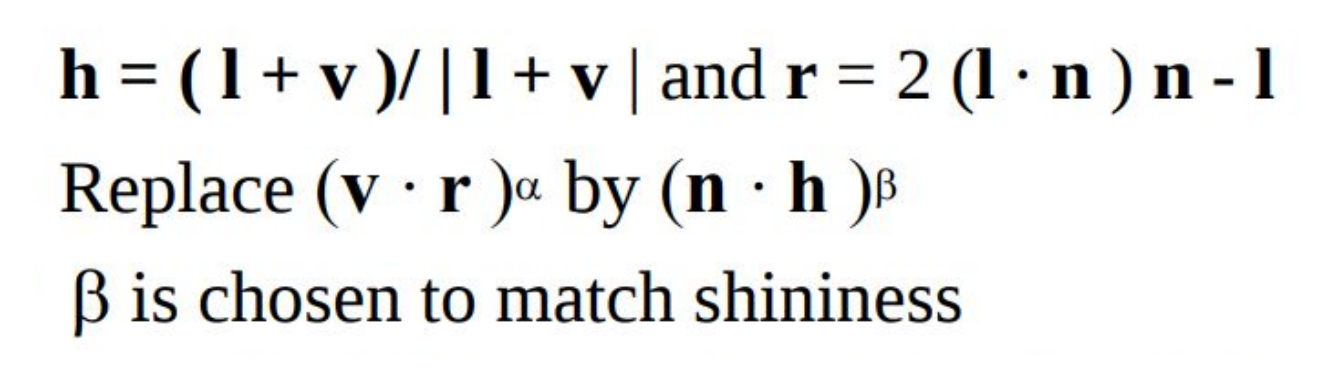 h = ( l + v )/ | l + v | and r = 2 (l · n ) n - l
Replace (v · r )α by (n · h )β
β is chosen to match shininess